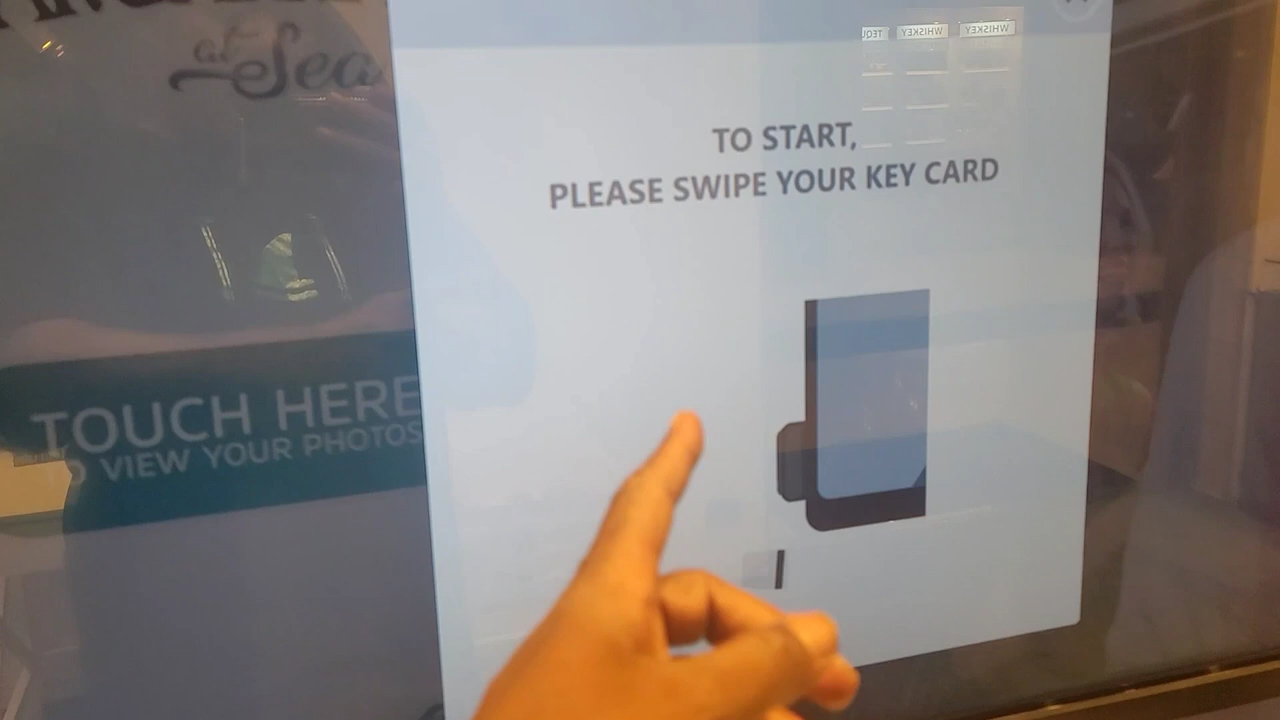 at Sea
WHISKEY
WHISKEY
TO START,
PLEASE SWIPE YOUR KEY CARD
TOUCH HERE
VIEW YOUR PHOTOS